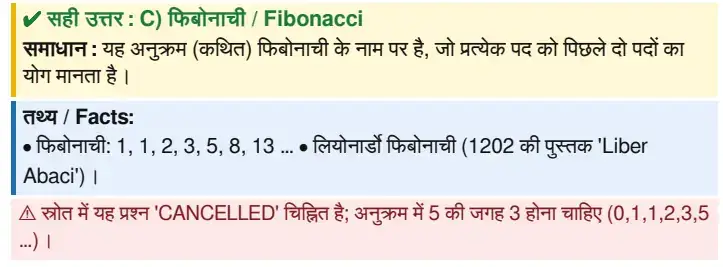 ✔ सही उत्तर : C) फिबोनाची / Fibonacci
समाधान : यह अनुक्रम (कथित) फिबोनाची के नाम पर है, जो प्रत्येक पद को पिछले दो पदों का
योग मानता है।
तथ्य / Facts:
• फिबोनाची: 1, 1, 2, 3, 5, 8, 13 ... • लियोनार्डो फिबोनाची (1202 की पुस्तक 'Liber
Abaci')।
⚠ स्रोत में यह प्रश्न 'CANCELLED' चिह्नित है; अनुक्रम में 5 की जगह 3 होना चाहिए (0,1,1,2,3,5
...)।